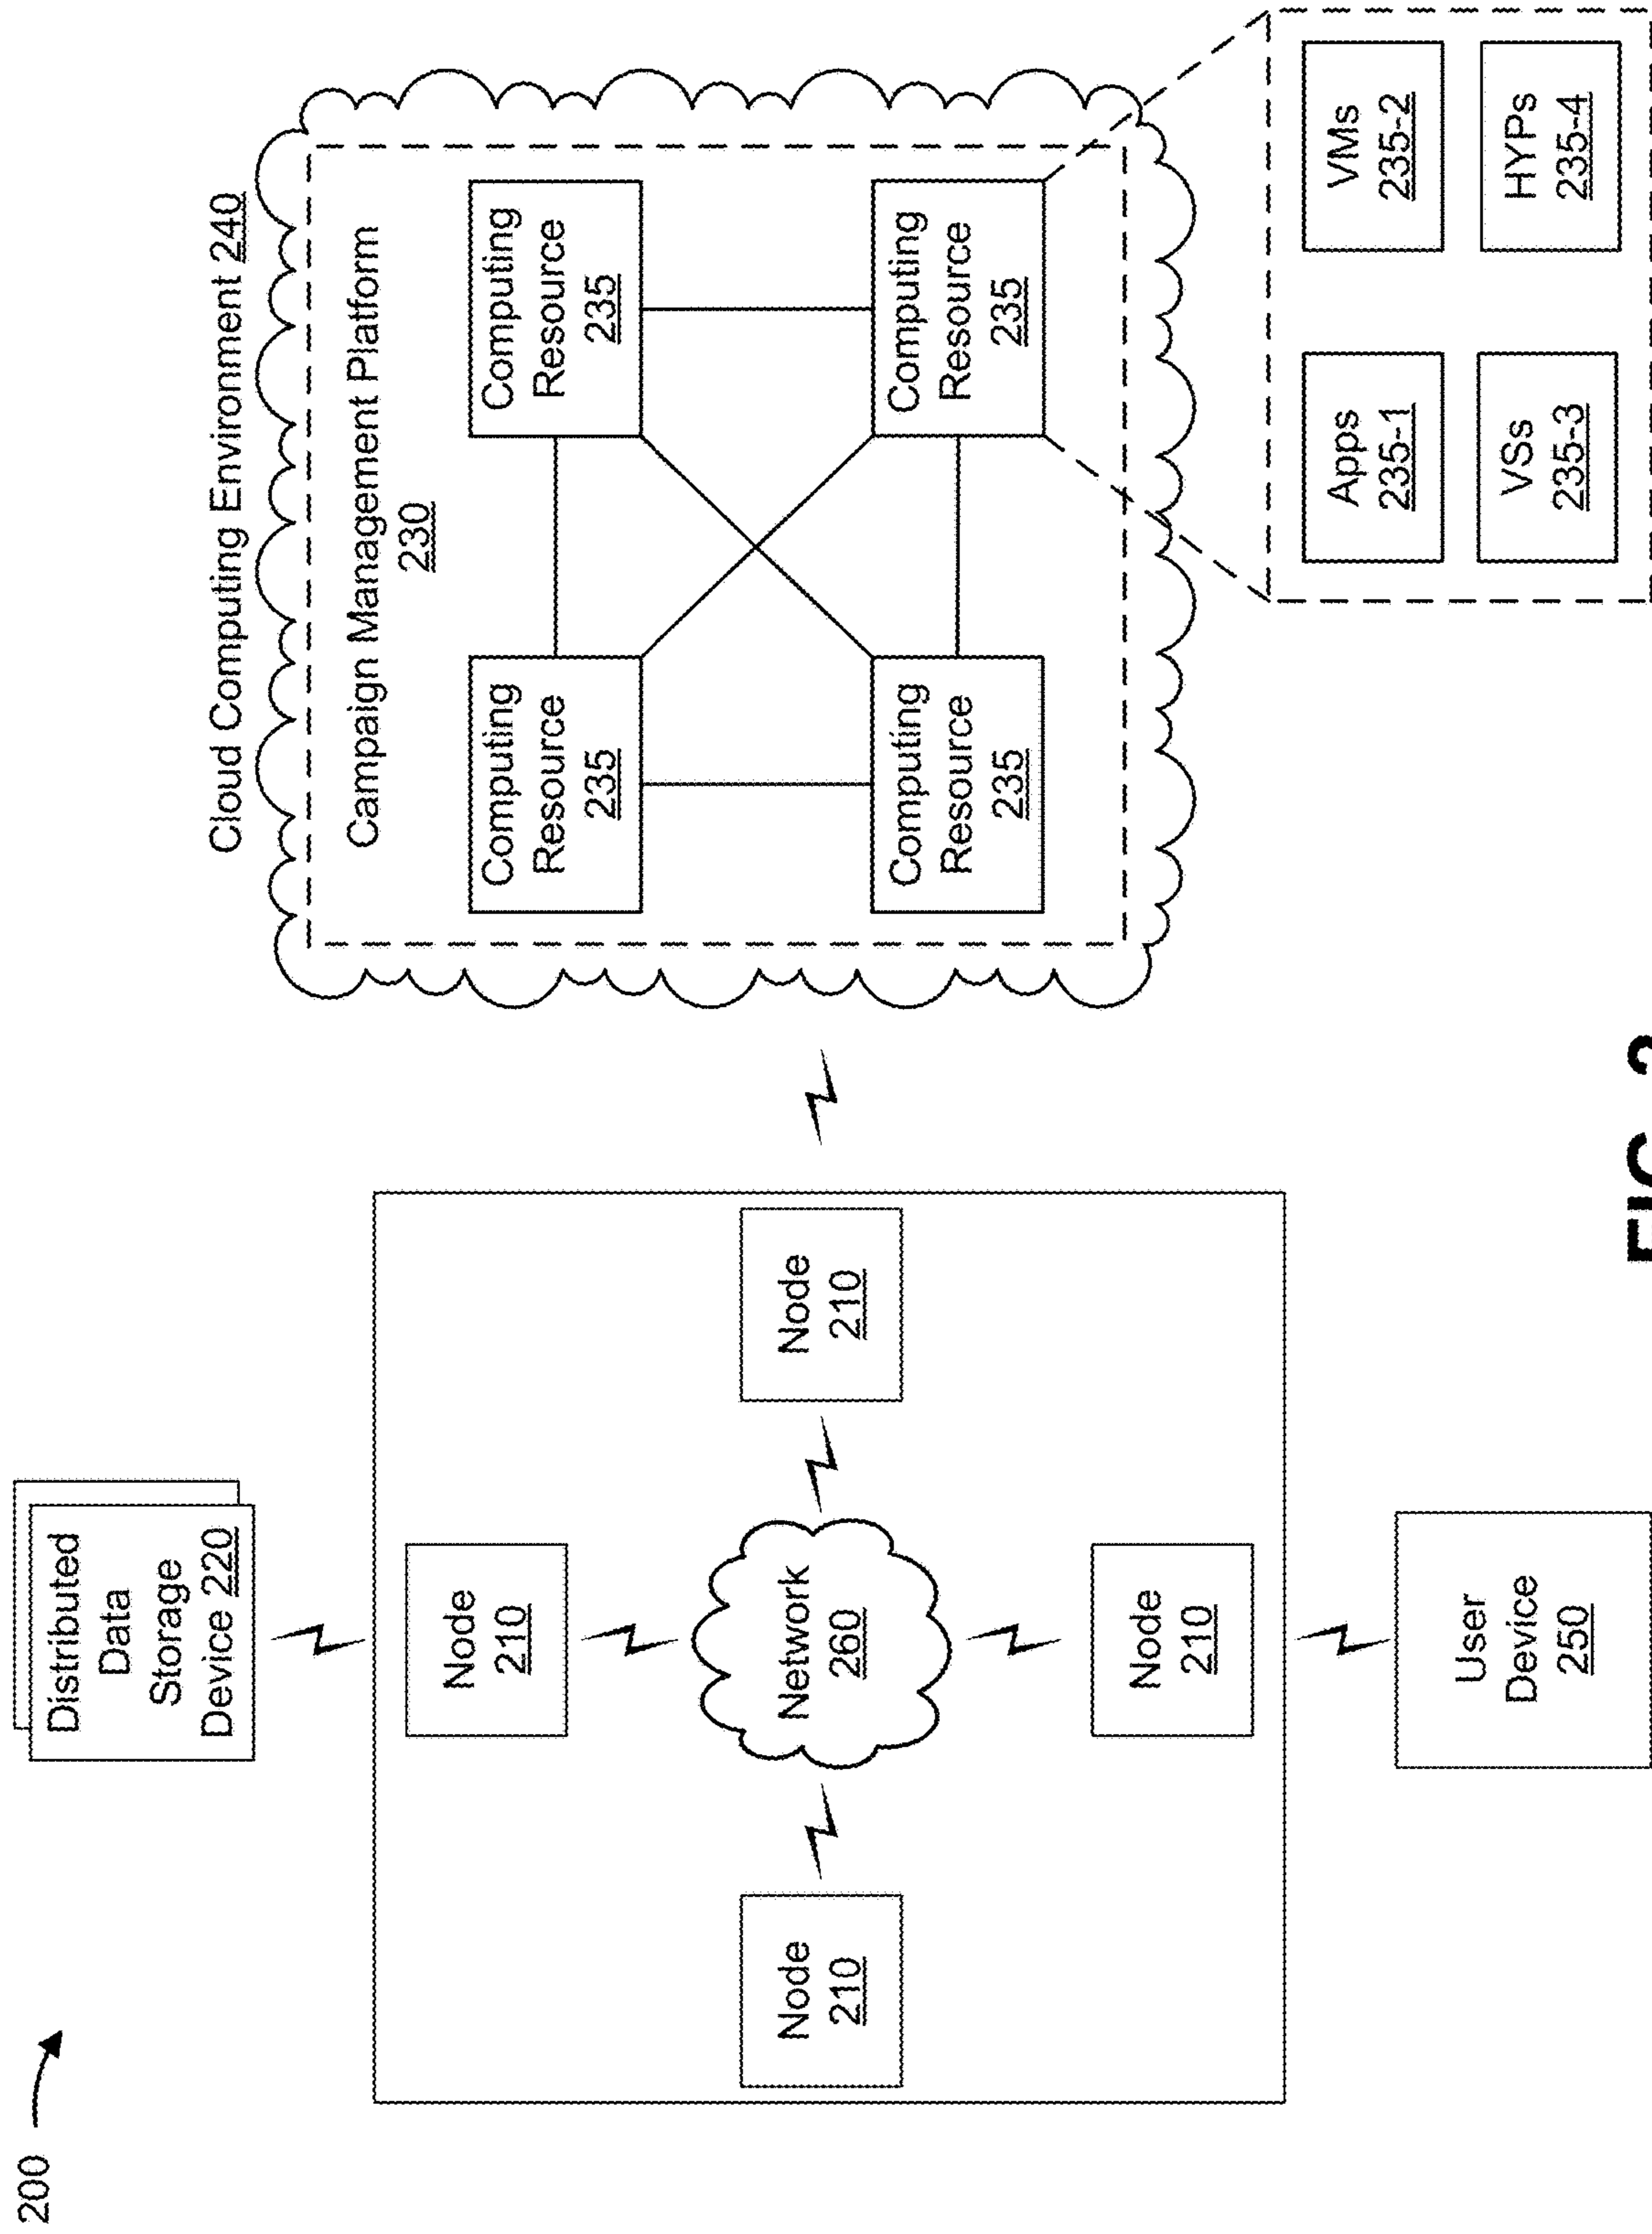 200
Distributed
Data
Storage
Device 220
Node
210
Node
210
Network
260
Node
210
Node
210
User
Device
250
Cloud Computing Environment 240
Campaign Management Platform
230
Computing
Resource
235
Computing
Resource
235
Computing
Resource
235
Computing
Resource
235
Apps
235-1
VMs
235-2
VSs
235-3
HYPs
235-4
FIG. 2